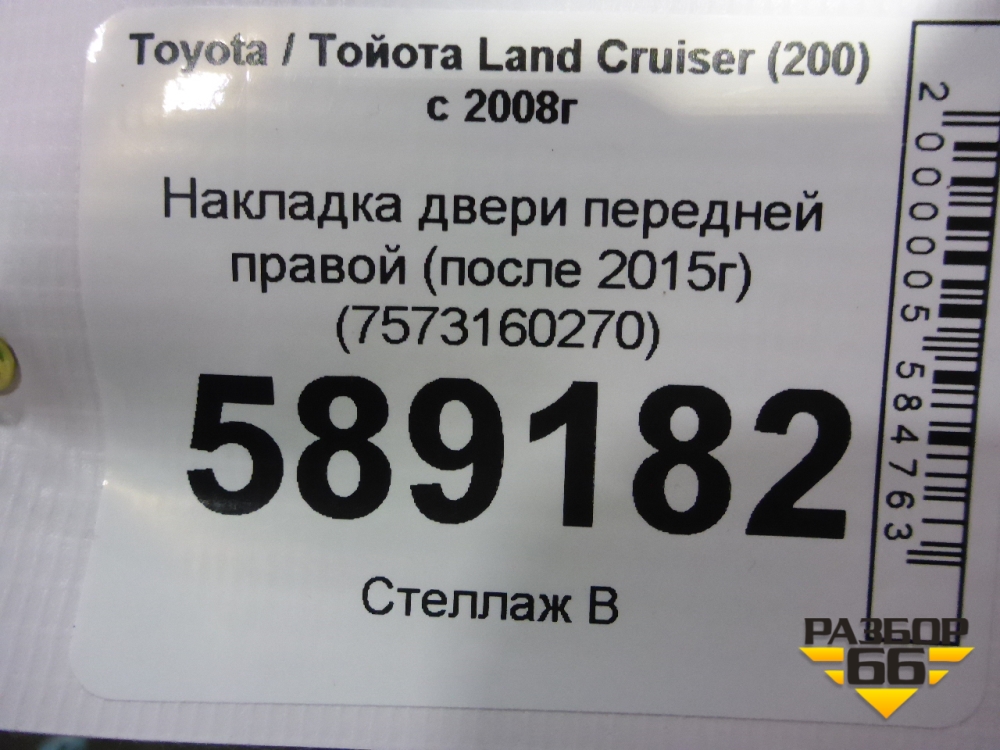 Toyota / Тойота Land Cruiser (200)
с 2008г
Накладка двери передней
правой (после 2015г)
(7573160270)
589182
Стеллаж В
2000005584763
РАЗБОР
66